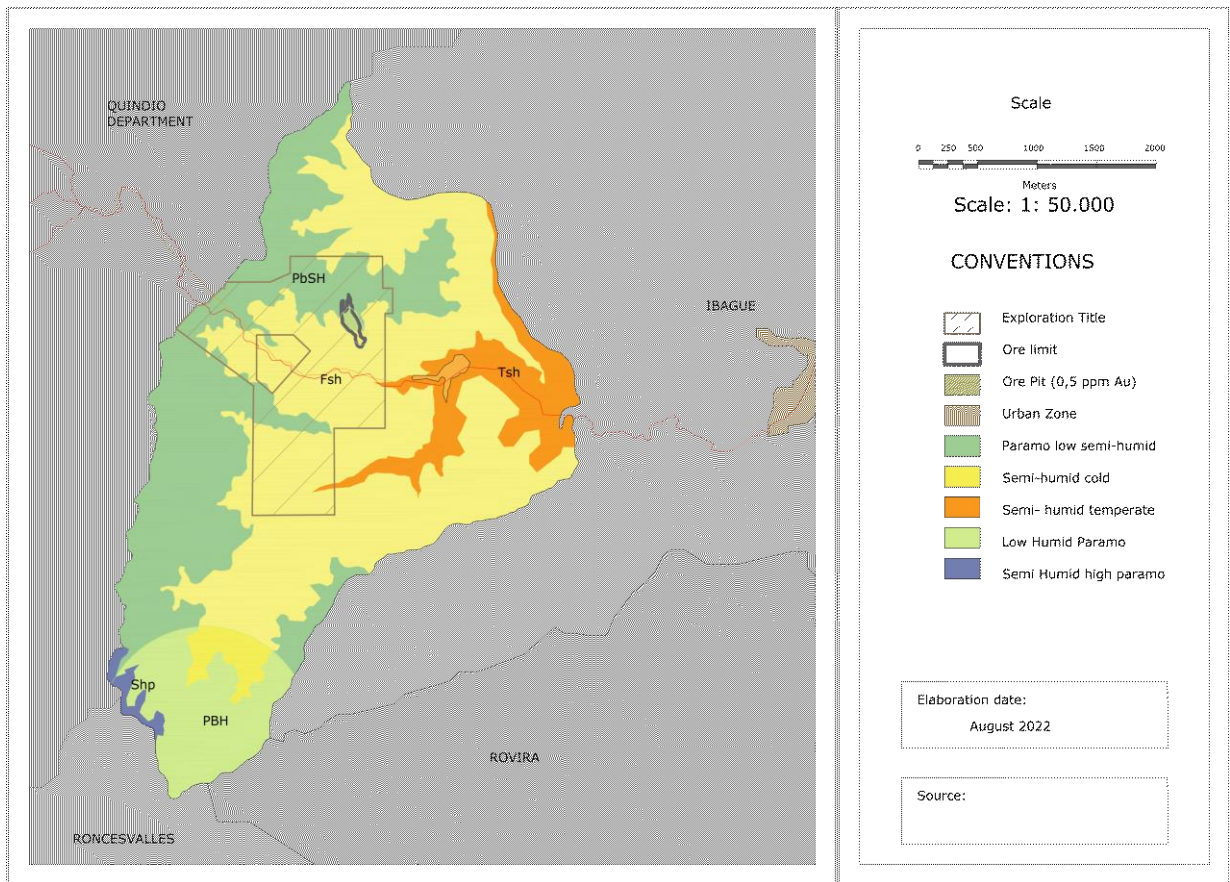 QUINDIO
DEPARTMENT
PbSH
IBAGUE
Fsh
Tsh
Shp
PBH
ROVIRA
RONCESVALLES
Scale
0 250 500 1000 1500 2000
Meters
Scale: 1: 50.000
CONVENTIONS
Exploration Title
Ore limit
Ore Pit (0,5 ppm Au)
Urban Zone
Paramo low semi-humid
Semi-humid cold
Semi- humid temperate
Low Humid Paramo
Semi Humid high paramo
Elaboration date:
August 2022
Source: